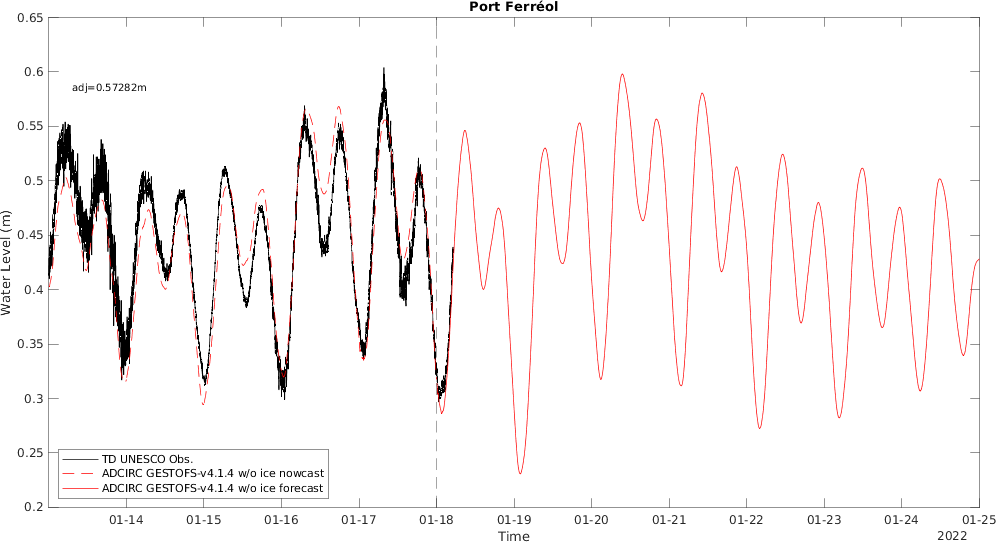 Port Ferréol
0.65
0.6
0.55
0.5
0.45
0.4
0.35
0.3
0.25
0.2
Water Level (m)
adj=0.57282m
TD UNESCO Obs.
ADCIRC GESTOFS-v4.1.4 w/o ice nowcast
ADCIRC GESTOFS-v4.1.4 w/o ice forecast
01-14 01-15 01-16 01-17 01-18 01-19 01-20 01-21 01-22 01-23 01-24 01-25
Time
2022